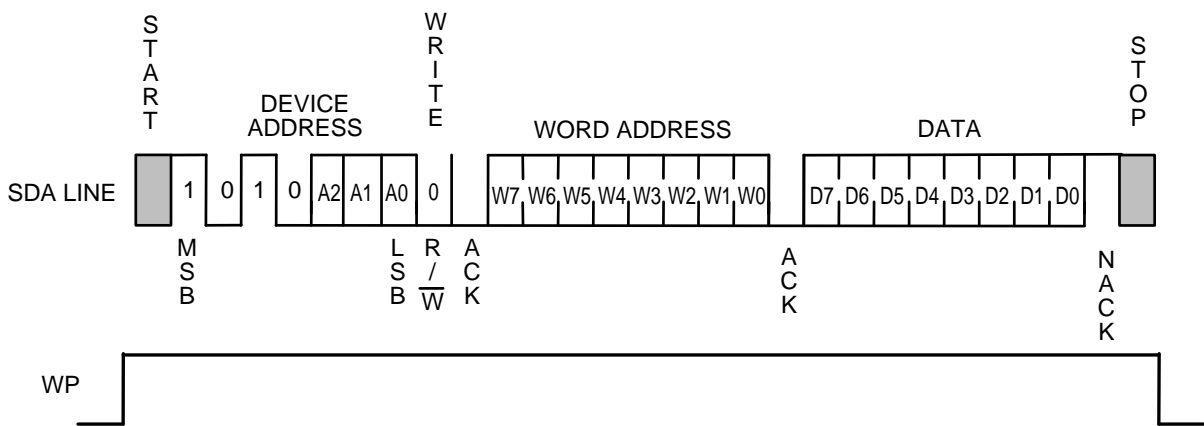 START
WRITE
STOP
DEVICE
ADDRESS
WORD ADDRESS
DATA
SDA LINE
1 0 1 0 A2 A1 A0 0 W7 W6 W5 W4 W3 W2 W1 W0 D7 D6 D5 D4 D3 D2 D1 D0
MSB
LSB
R/W̅
ACK
ACK
NACK
WP